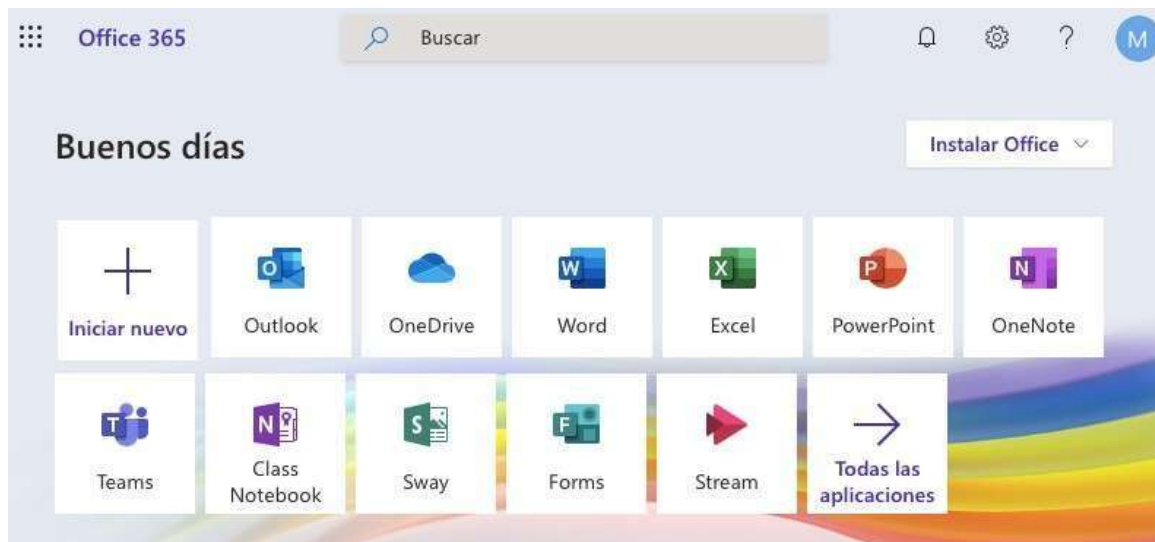 Office 365
Buscar
?
M
Buenos días
Instalar Office
Iniciar nuevo
Outlook
OneDrive
Word
Excel
PowerPoint
OneNote
Teams
Class
Notebook
Sway
Forms
Stream
Todas las
aplicaciones